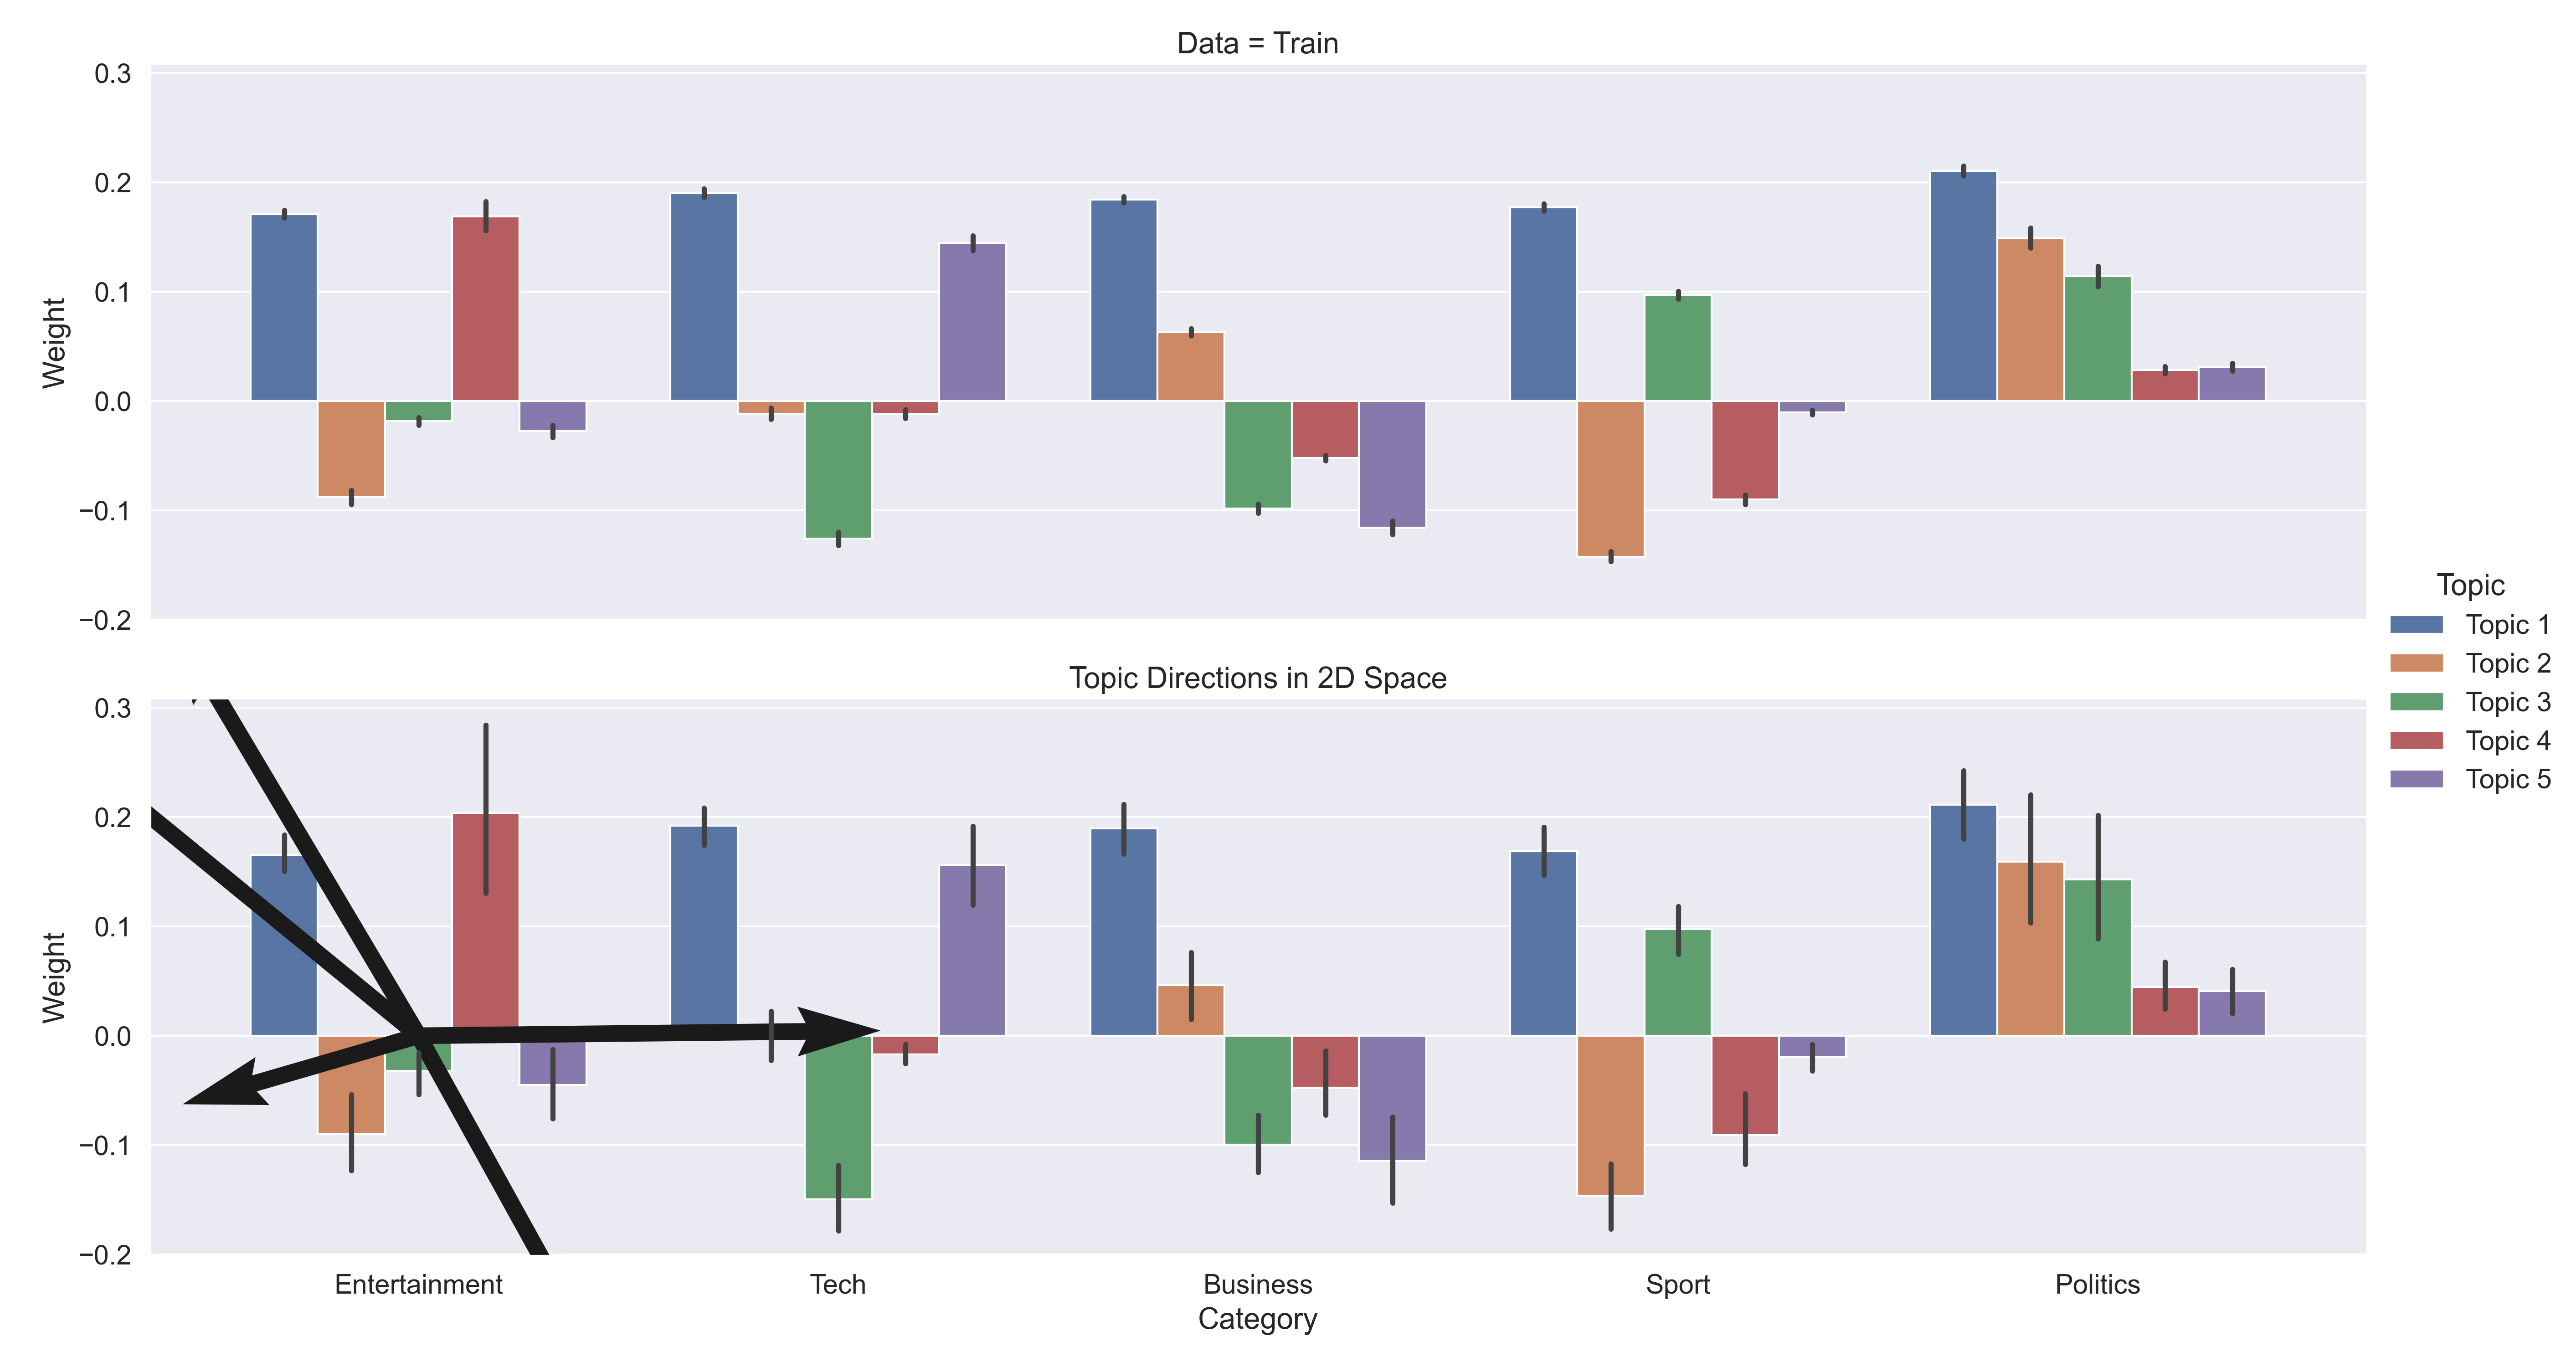 Data = Train
0.3
0.2
0.1
0.0
−0.1
−0.2
Weight
Topic Directions in 2D Space
0.3
0.2
0.1
0.0
−0.1
−0.2
Weight
Entertainment
Tech
Business
Sport
Politics
Category
Topic
Topic 1
Topic 2
Topic 3
Topic 4
Topic 5